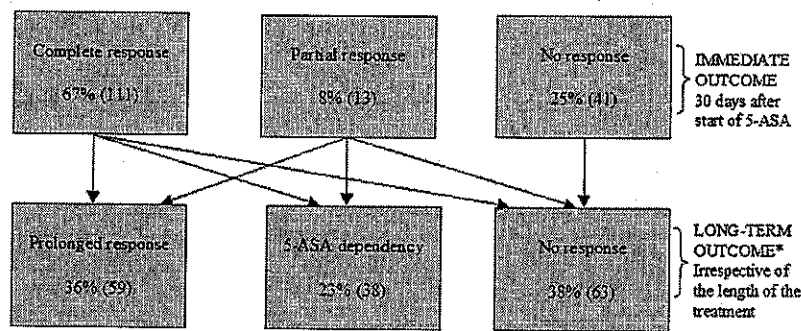 Complete response
67% (111)
Partial response
8% (13)
No response
25% (41)
IMMEDIATE
OUTCOME
30 days after
start of 5-ASA
Prolonged response
36% (59)
5-ASA dependency
23% (38)
No response
38% (63)
LONG-TERM
OUTCOME*
Irrespective of
the length of the
treatment